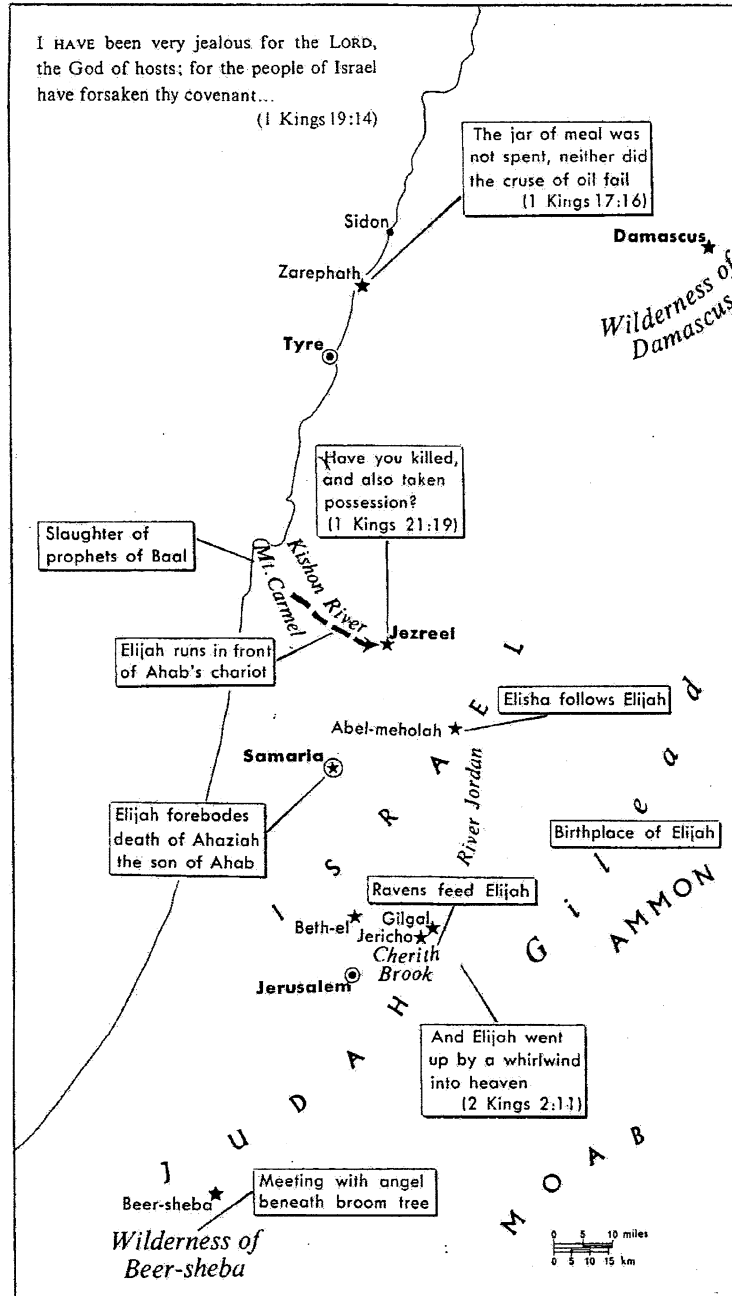 I HAVE been very jealous for the LORD,
the God of hosts; for the people of Israel
have forsaken thy covenant...
(1 Kings 19:14)
The jar of meal was
not spent, neither did
the cruse of oil fail
(1 Kings 17:16)
Sidon
Damascus
Zarephath
Wilderness of
Damascus
Tyre
Have you killed,
and also taken
possession?
(1 Kings 21:19)
Slaughter of
prophets of Baal
Kishon River
Mt. Carmel
Jezreel
Elijah runs in front
of Ahab's chariot
Elisha follows Elijah
Abel-meholah
ISRAEL
Samaria
River Jordan
Gilead
Elijah forebodes
death of Ahaziah
the son of Ahab
Birthplace of Elijah
AMMON
Ravens feed Elijah
Beth-el
Gilgal
Jericho
Cherith
Brook
Jerusalem
JUDAH
And Elijah went
up by a whirlwind
into heaven
(2 Kings 2:11)
MOAB
Beer-sheba
Meeting with angel
beneath broom tree
Wilderness of
Beer-sheba
0 5 10 miles
0 5 10 15 km